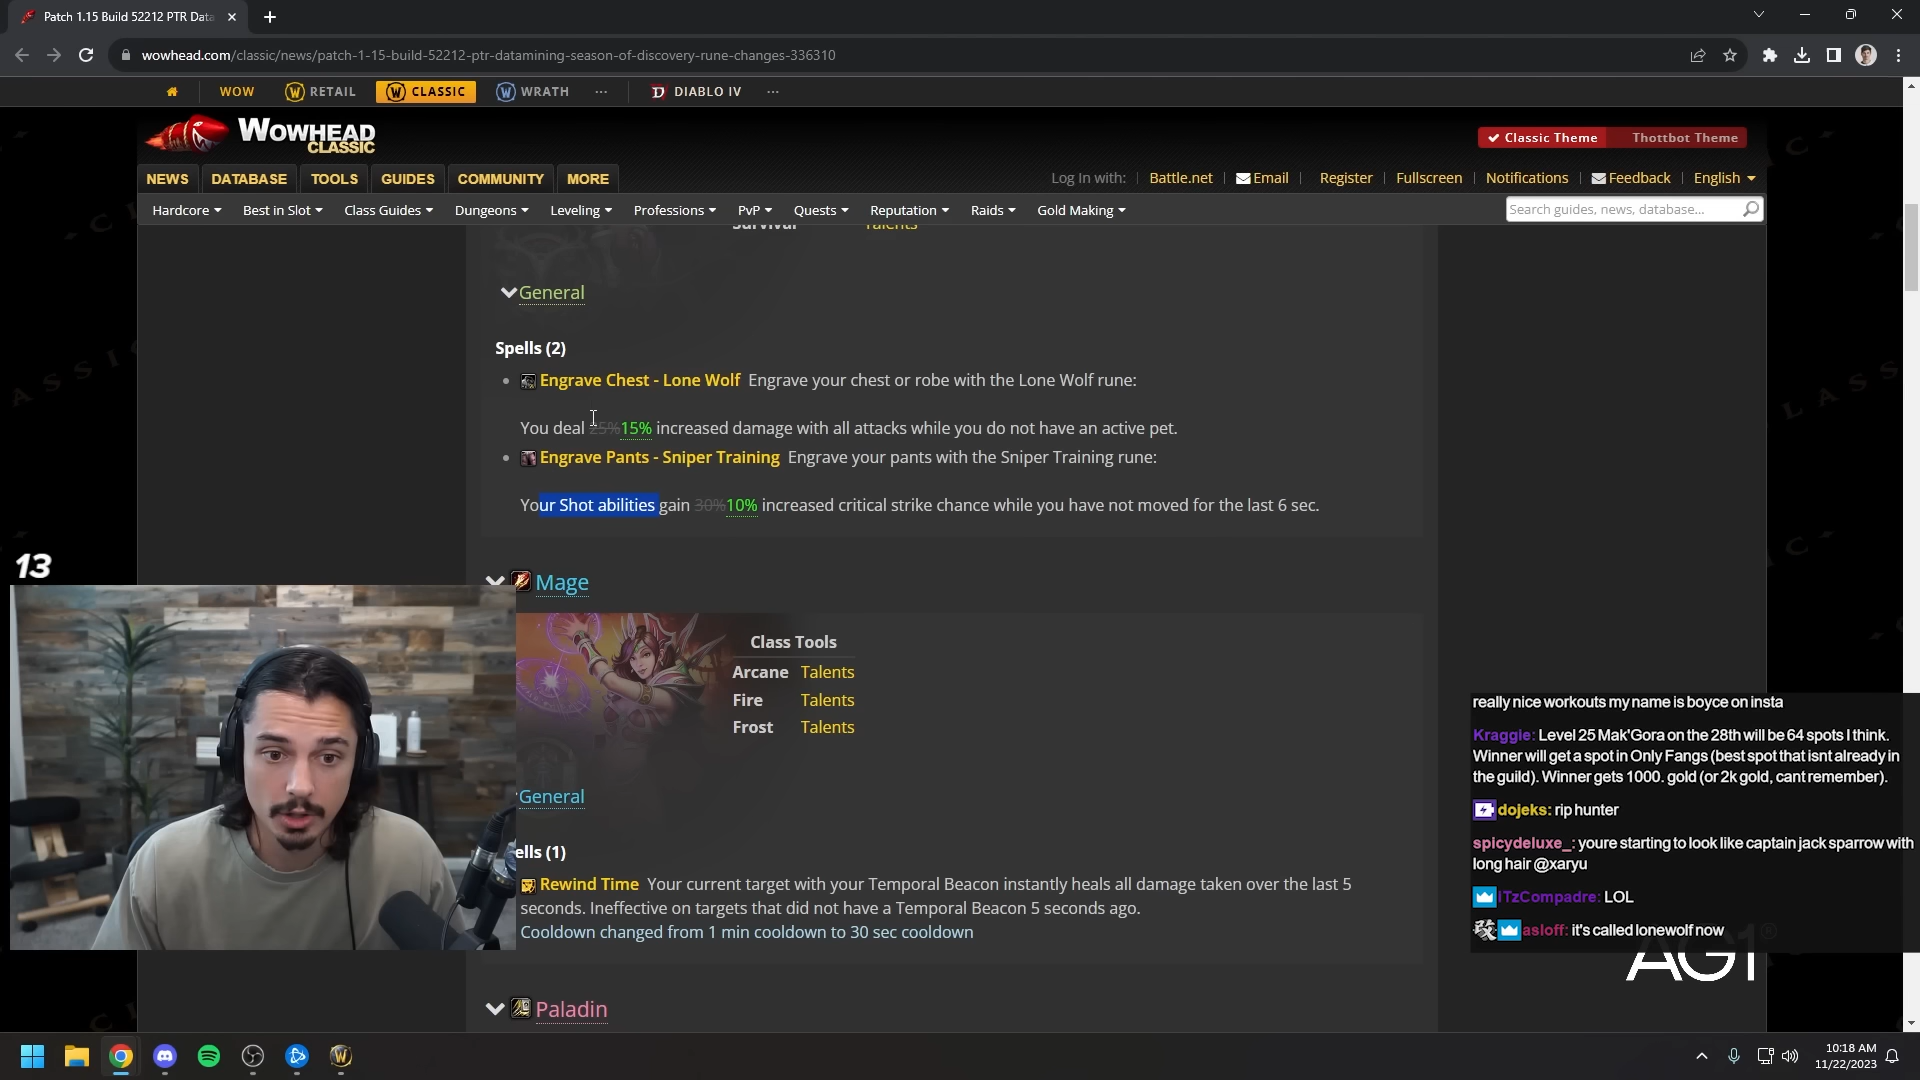 Patch 1.15 Build 52212 PTR Data
wowhead.com/classic/news/patch-1-15-build-52212-ptr-datamining-season-of-discovery-rune-changes-336310
WOW RETAIL CLASSIC WRATH ... DIABLO IV ...
WOWHEAD
CLASSIC
Classic Theme Thottbot Theme
NEWS DATABASE TOOLS GUIDES COMMUNITY MORE
Log In with: Battle.net Email Register Fullscreen Notifications Feedback English
Hardcore Best in Slot Class Guides Dungeons Leveling Professions PvP Quests Reputation Raids Gold Making
Search guides, news, database...
Survival Talents
General
Spells (2)
Engrave Chest - Lone Wolf Engrave your chest or robe with the Lone Wolf rune:
You deal 25%15% increased damage with all attacks while you do not have an active pet.
Engrave Pants - Sniper Training Engrave your pants with the Sniper Training rune:
Your Shot abilities gain 30%10% increased critical strike chance while you have not moved for the last 6 sec.
13
Mage
Class Tools
Arcane Talents
Fire Talents
Frost Talents
General
ells (1)
Rewind Time Your current target with your Temporal Beacon instantly heals all damage taken over the last 5
seconds. Ineffective on targets that did not have a Temporal Beacon 5 seconds ago.
Cooldown changed from 1 min cooldown to 30 sec cooldown
Paladin
really nice workouts my name is boyce on insta
Kraggle: Level 25 Mak'Gora on the 28th will be 64 spots I think.
Winner will get a spot in Only Fangs (best spot that isnt already in
the guild). Winner gets 1000. gold (or 2k gold, cant remember).
dojeks: rip hunter
spicydeluxe_: youre starting to look like captain jack sparrow with
long hair @xaryu
ITzCompadre: LOL
asloff: it's called lonewolf now
AG1
10:18 AM
11/22/2023